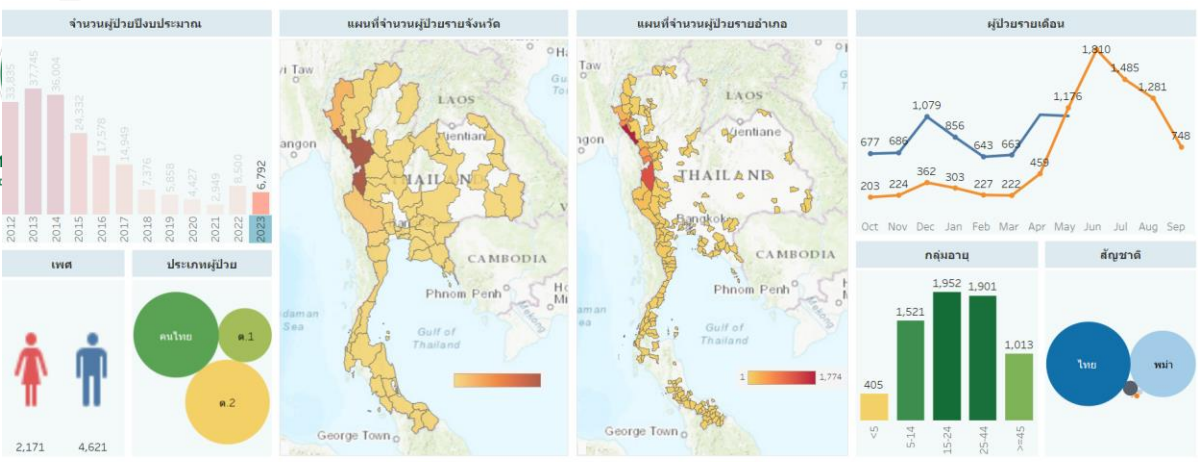 จำนวนผู้ป่วยปีงบประมาณ
33,835
37,745
36,004
24,332
17,578
14,949
7,376
5,858
4,427
2,949
8,500
6,792
2012
2013
2014
2015
2016
2017
2018
2019
2020
2021
2022
2023
เพศ
2,171
4,621
ประเภทผู้ป่วย
คนไทย
ต.1
ต.2
แผนที่จำนวนผู้ป่วยรายจังหวัด
yi Taw
LAOS
angon
Vientiane
THAILAND
CAMBODIA
Phnom Penh
Gulf of
Thailand
George Town
แผนที่จำนวนผู้ป่วยรายอำเภอ
Taw
LAOS
Vientiane
THAILAND
Bangkok
CAMBODIA
Phnom Penh
Mekong
Gulf of
Thailand
1
1,774
George Town
ผู้ป่วยรายเดือน
677
686
1,079
856
643
663
203
224
362
303
227
222
459
1,176
1,910
1,485
1,281
748
Oct Nov Dec Jan Feb Mar Apr May Jun Jul Aug Sep
กลุ่มอายุ
405
1,521
1,952
1,901
1,013
<5
5-14
15-24
25-44
>=45
สัญชาติ
ไทย
พม่า